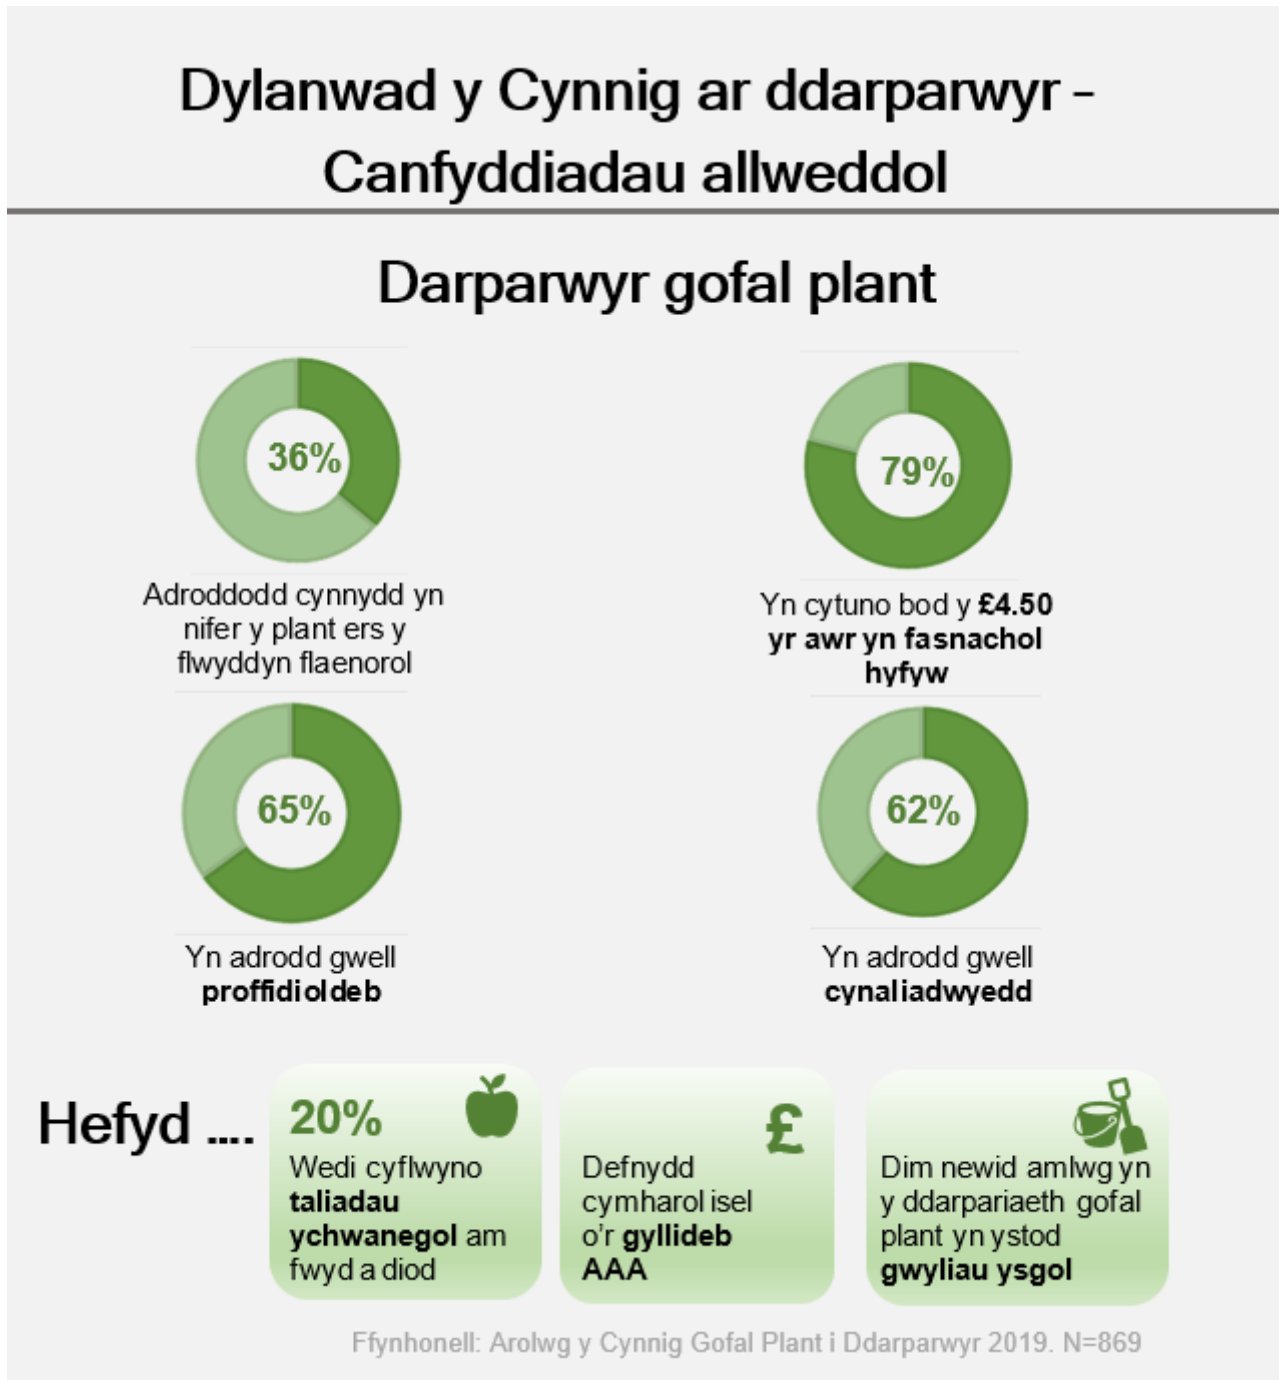 Dylanwad y Cynnig ar ddarparwyr –
Canfyddiadau allweddol
Darparwyr gofal plant
36%
Adroddodd cynnydd yn
nifer y plant ers y
flwyddyn flaenorol
79%
Yn cytuno bod y £4.50
yr awr yn fasnachol
hyfyw
65%
Yn adrodd gwell
proffidioldeb
62%
Yn adrodd gwell
cynaliadwyedd
Hefyd ....
20%
Wedi cyflwyno
taliadau
ychwanegol am
fwyd a diod
£
Defnydd
cymharol isel
o'r gyllideb
AAA
Dim newid amlwg yn
y ddarpariaeth gofal
plant yn ystod
gwyliau ysgol
Ffynhonell: Arolwg y Cynnig Gofal Plant i Ddarparwyr 2019. N=869